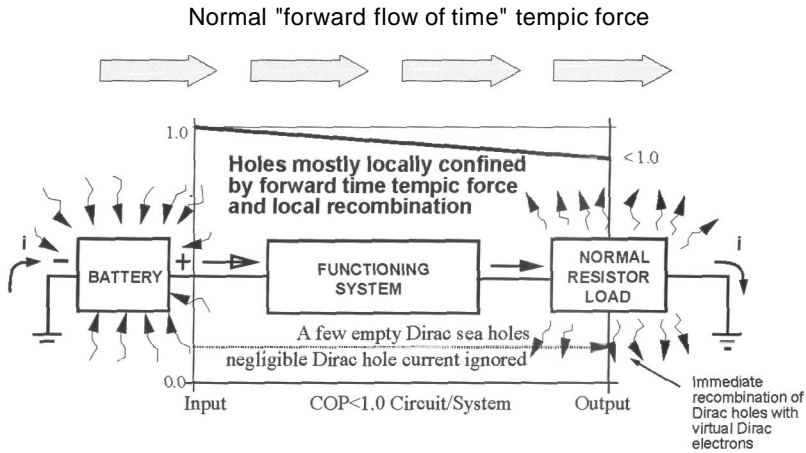 Normal "forward flow of time" tempic force
1.0
<1.0
Holes mostly locally confined
by forward time tempic force
and local recombination
i
−
BATTERY
+
FUNCTIONING
SYSTEM
NORMAL
RESISTOR
LOAD
i
A few empty Dirac sea holes
negligible Dirac hole current ignored
0.0
Input
COP<1.0 Circuit/System
Output
Immediate
recombination of
Dirac holes with
virtual Dirac
electrons